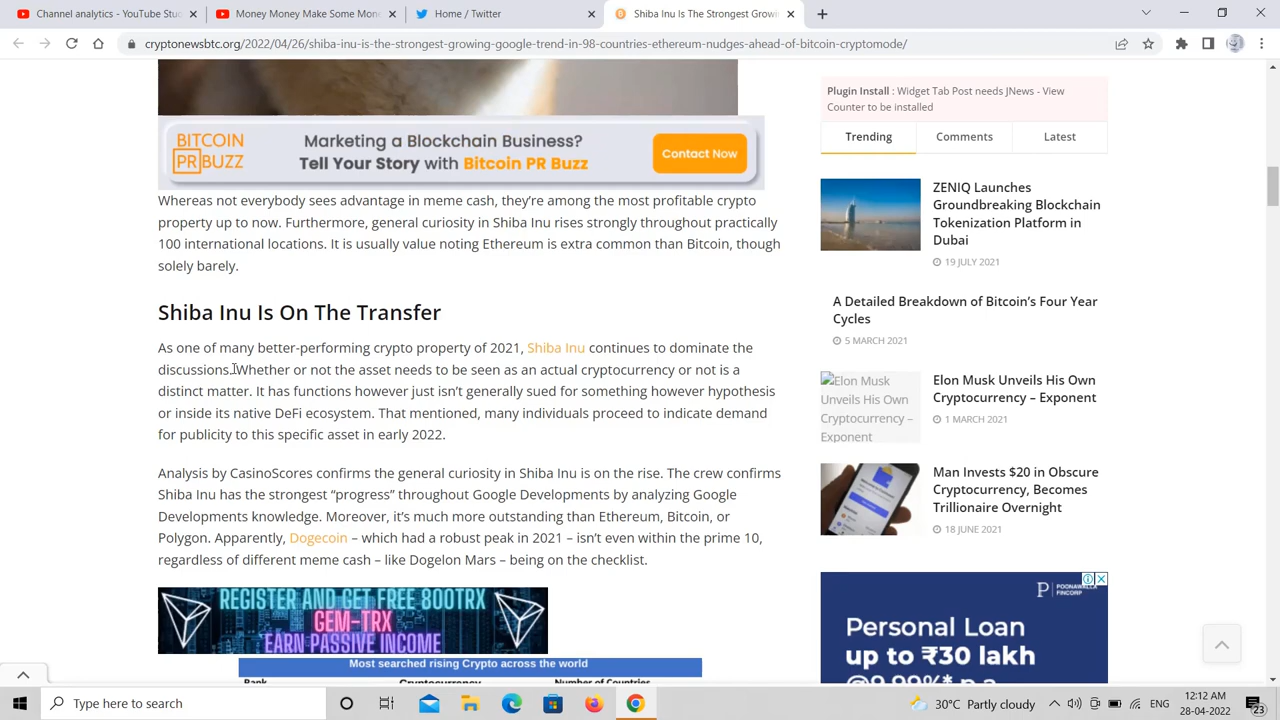 Channel analytics - YouTube Stud
Money Money Make Some Mon
Home / Twitter
Shiba Inu Is The Strongest Growi
cryptonewsbtc.org/2022/04/26/shiba-inu-is-the-strongest-growing-google-trend-in-98-countries-ethereum-nudges-ahead-of-bitcoin-cryptomode/
BITCOIN
PR BUZZ
Marketing a Blockchain Business?
Tell Your Story with Bitcoin PR Buzz
Contact Now
Whereas not everybody sees advantage in meme cash, they're among the most profitable crypto
property up to now. Furthermore, general curiosity in Shiba Inu rises strongly throughout practically
100 international locations. It is usually value noting Ethereum is extra common than Bitcoin, though
solely barely.
Shiba Inu Is On The Transfer
As one of many better-performing crypto property of 2021, Shiba Inu continues to dominate the
discussions. Whether or not the asset needs to be seen as an actual cryptocurrency or not is a
distinct matter. It has functions however just isn't generally sued for something however hypothesis
or inside its native DeFi ecosystem. That mentioned, many individuals proceed to indicate demand
for publicity to this specific asset in early 2022.
Analysis by CasinoScores confirms the general curiosity in Shiba Inu is on the rise. The crew confirms
Shiba Inu has the strongest "progress" throughout Google Developments by analyzing Google
Developments knowledge. Moreover, it's much more outstanding than Ethereum, Bitcoin, or
Polygon. Apparently, Dogecoin – which had a robust peak in 2021 – isn't even within the prime 10,
regardless of different meme cash – like Dogelon Mars – being on the checklist.
REGISTER AND GET FREE 800TRX
GEM-TRX
EARN PASSIVE INCOME
Most searched rising Crypto across the world
Rank Cryptocurrency Number of Countries
Plugin Install : Widget Tab Post needs JNews - View
Counter to be installed
Trending Comments Latest
ZENIQ Launches
Groundbreaking Blockchain
Tokenization Platform in
Dubai
19 JULY 2021
A Detailed Breakdown of Bitcoin's Four Year
Cycles
5 MARCH 2021
Elon Musk
Unveils His Own
Cryptocurrency –
Exponent
Elon Musk Unveils His Own
Cryptocurrency – Exponent
1 MARCH 2021
Man Invests $20 in Obscure
Cryptocurrency, Becomes
Trillionaire Overnight
18 JUNE 2021
POONAWALLA
FINCORP
Personal Loan
up to ₹30 lakh
@9.99%* p.a
Type here to search
30°C Partly cloudy
ENG
12:12 AM
28-04-2022
23